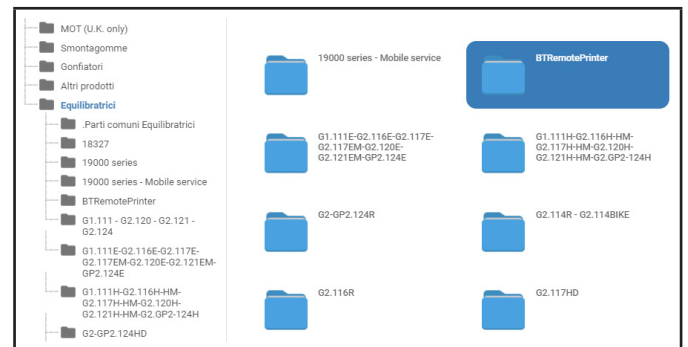 MOT (U.K. only)
Smontagomme
Gonfiatori
Altri prodotti
Equilibratrici
.Parti comuni Equilibratrici
18327
19000 series
19000 series - Mobile service
BTRemotePrinter
G1.111 - G2.120 - G2.121 -
G2.124
G1.111E-G2.116E-G2.117E-
G2.117EM-G2.120E-G2.121EM-
GP2.124E
G1.111H-G2.116H-HM-
G2.117H-HM-G2.120H-
G2.121H-HM-G2.GP2-124H
G2-GP2.124HD
19000 series - Mobile service
BTRemotePrinter
G1.111E-G2.116E-G2.117E-
G2.117EM-G2.120E-
G2.121EM-GP2.124E
G1.111H-G2.116H-HM-
G2.117H-HM-G2.120H-
G2.121H-HM-G2.GP2-124H
G2-GP2.124R
G2.114R - G2.114BIKE
G2.116R
G2.117HD